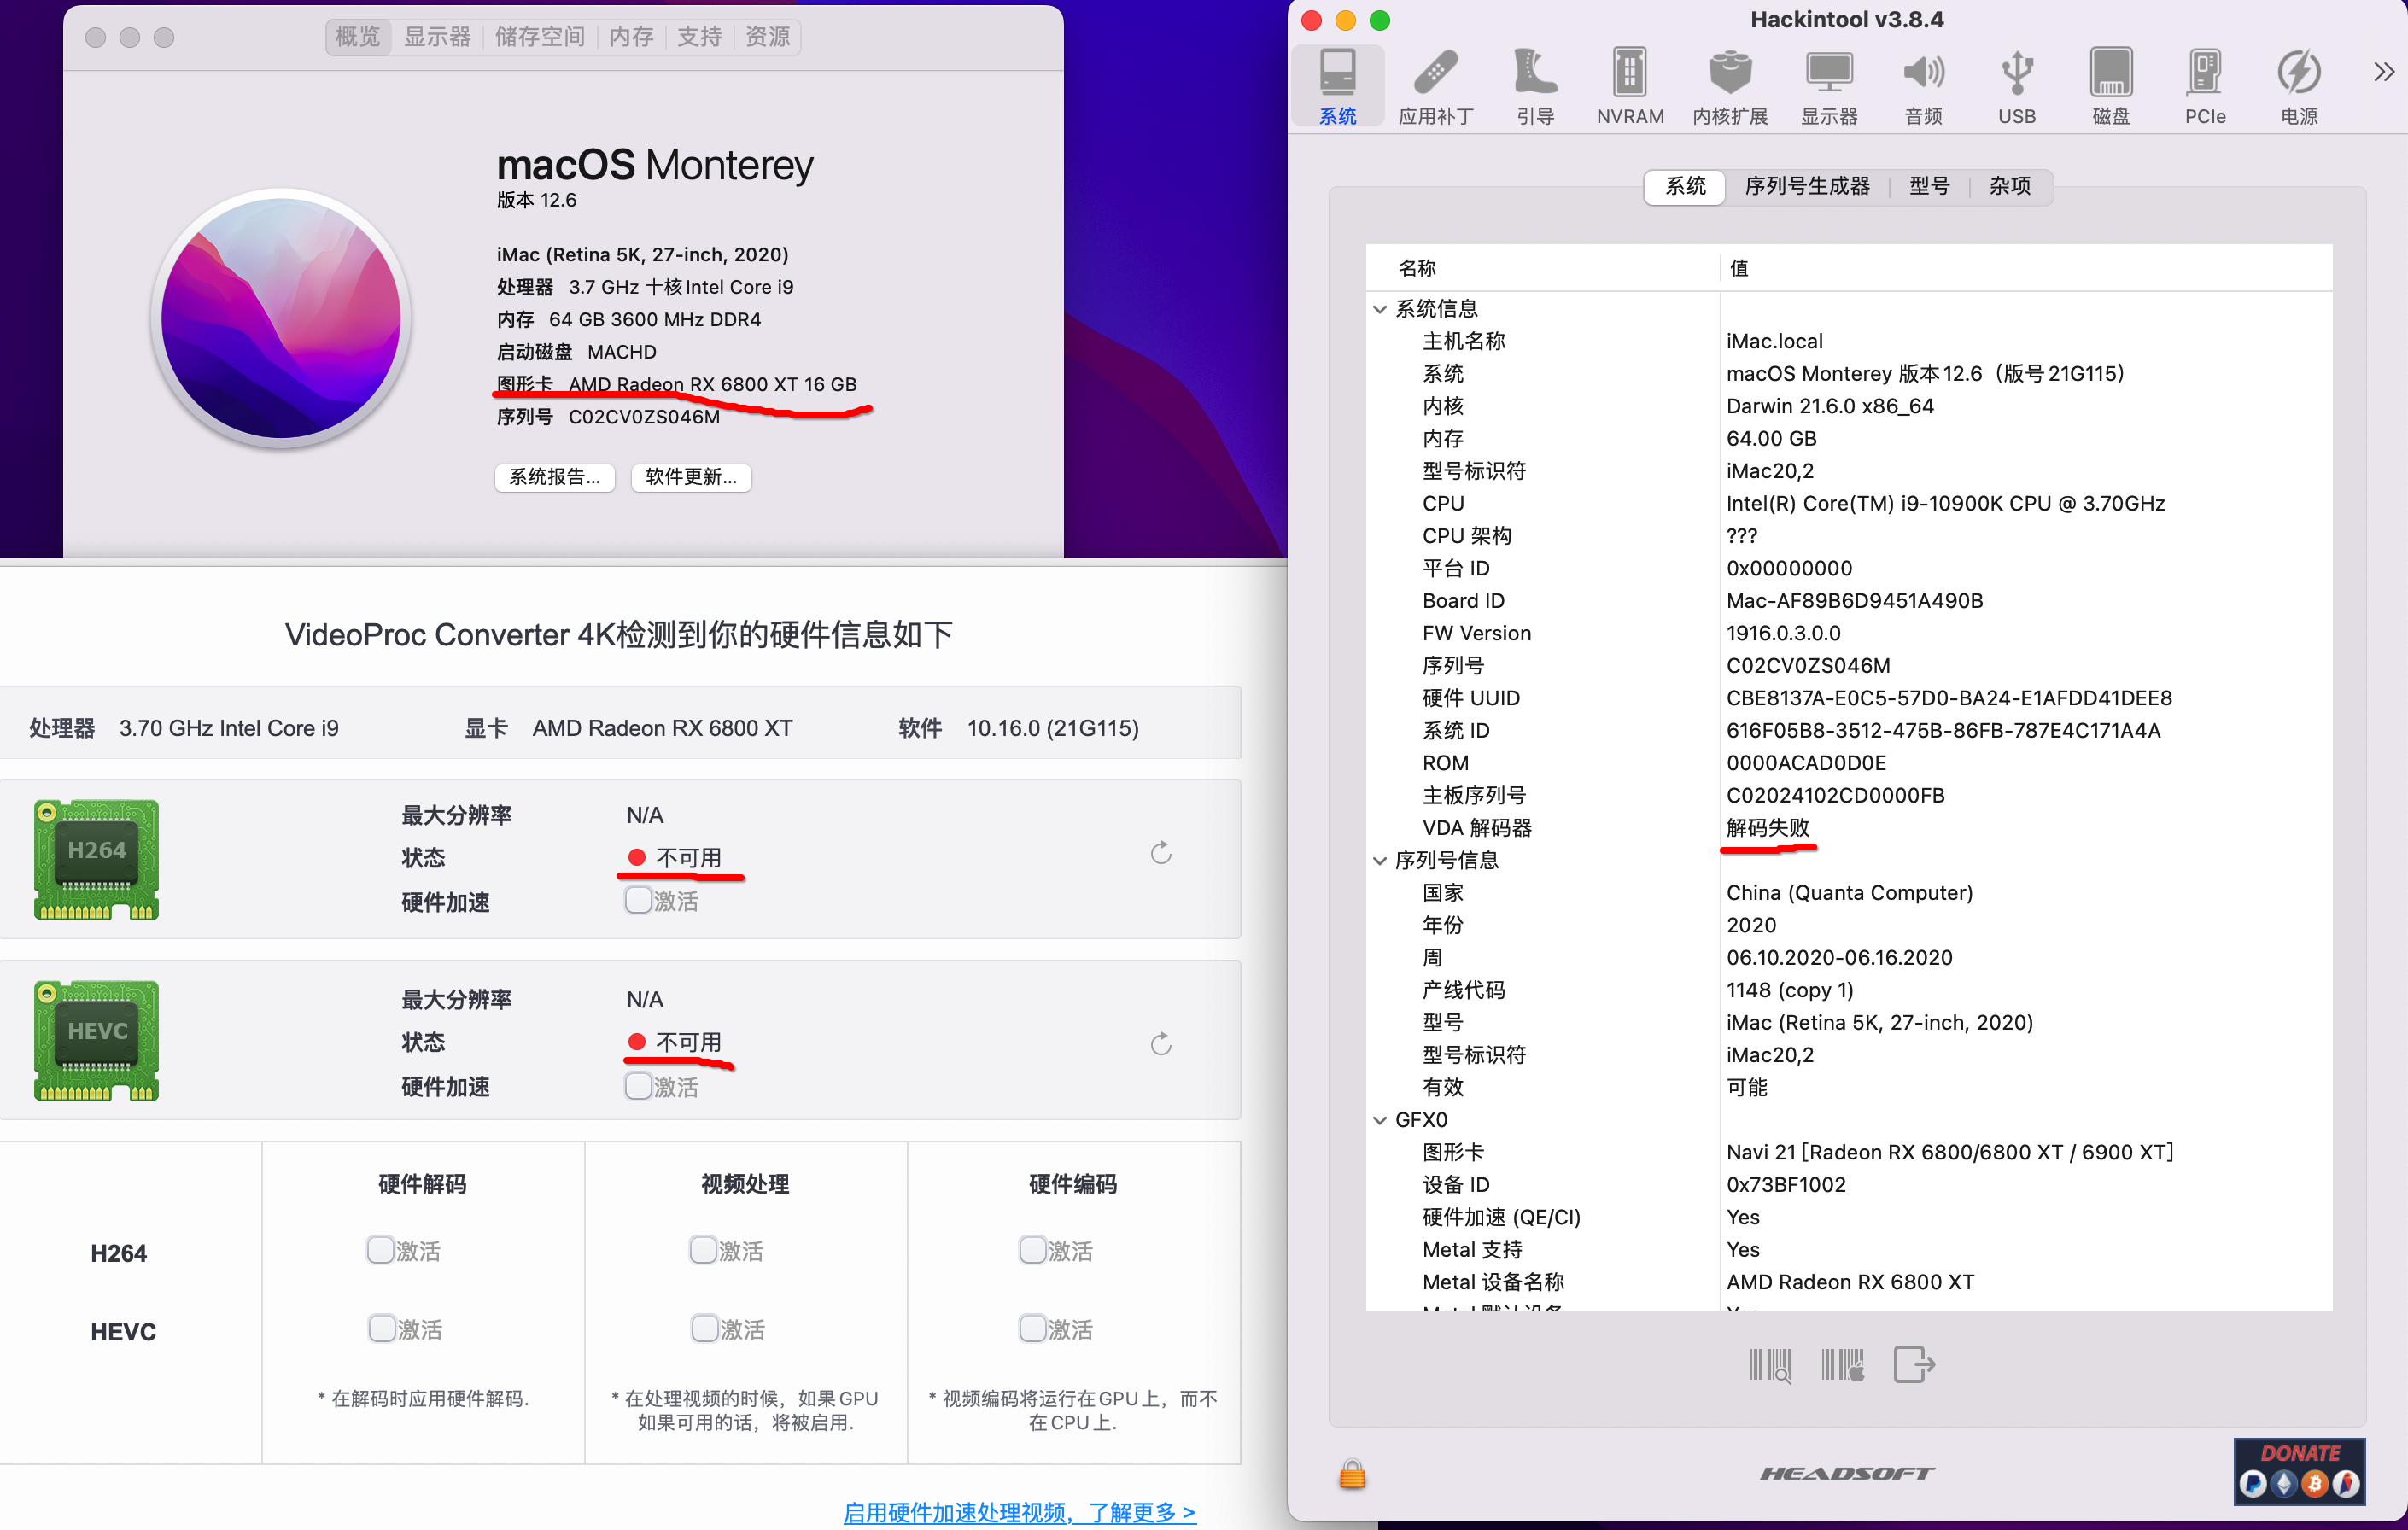 概览 显示器 储存空间 内存 支持 资源
macOS Monterey
版本 12.6
iMac (Retina 5K, 27-inch, 2020)
处理器 3.7 GHz 十核Intel Core i9
内存 64 GB 3600 MHz DDR4
启动磁盘 MACHD
图形卡 AMD Radeon RX 6800 XT 16 GB
序列号 C02CV0ZS046M
系统报告... 软件更新...
VideoProc Converter 4K检测到你的硬件信息如下
处理器 3.70 GHz Intel Core i9 显卡 AMD Radeon RX 6800 XT 软件 10.16.0 (21G115)
H264
最大分辨率 N/A
状态 不可用
硬件加速 激活
HEVC
最大分辨率 N/A
状态 不可用
硬件加速 激活
硬件解码 视频处理 硬件编码
H264 激活 激活 激活
HEVC 激活 激活 激活
* 在解码时应用硬件解码.
* 在处理视频的时候，如果GPU
如果可用的话，将被启用.
* 视频编码将运行在GPU上，而不
在CPU上.
启用硬件加速处理视频，了解更多 >
Hackintool v3.8.4
系统 应用补丁 引导 NVRAM 内核扩展 显示器 音频 USB 磁盘 PCIe 电源
系统 序列号生成器 型号 杂项
名称 值
系统信息
主机名称 iMac.local
系统 macOS Monterey 版本12.6（版号21G115）
内核 Darwin 21.6.0 x86_64
内存 64.00 GB
型号标识符 iMac20,2
CPU Intel(R) Core(TM) i9-10900K CPU @ 3.70GHz
CPU 架构 ???
平台 ID 0x00000000
Board ID Mac-AF89B6D9451A490B
FW Version 1916.0.3.0.0
序列号 C02CV0ZS046M
硬件 UUID CBE8137A-E0C5-57D0-BA24-E1AFDD41DEE8
系统 ID 616F05B8-3512-475B-86FB-787E4C171A4A
ROM 0000ACAD0D0E
主板序列号 C02024102CD0000FB
VDA 解码器 解码失败
序列号信息
国家 China (Quanta Computer)
年份 2020
周 06.10.2020-06.16.2020
产线代码 1148 (copy 1)
型号 iMac (Retina 5K, 27-inch, 2020)
型号标识符 iMac20,2
有效 可能
GFX0
图形卡 Navi 21 [Radeon RX 6800/6800 XT / 6900 XT]
设备 ID 0x73BF1002
硬件加速 (QE/CI) Yes
Metal 支持 Yes
Metal 设备名称 AMD Radeon RX 6800 XT
Metal 默认设备 Yes
HEADSOFT
DONATE